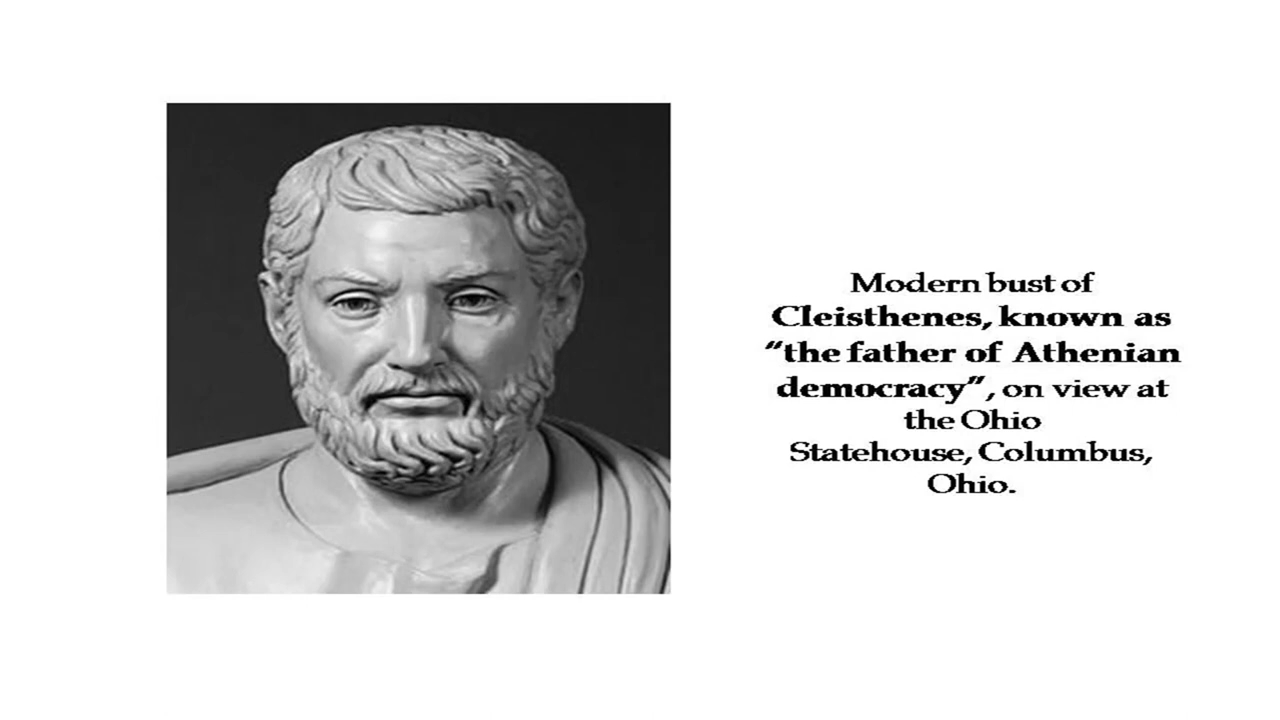 Modern bust of
Cleisthenes, known as
“the father of Athenian
democracy”, on view at
the Ohio
Statehouse, Columbus,
Ohio.